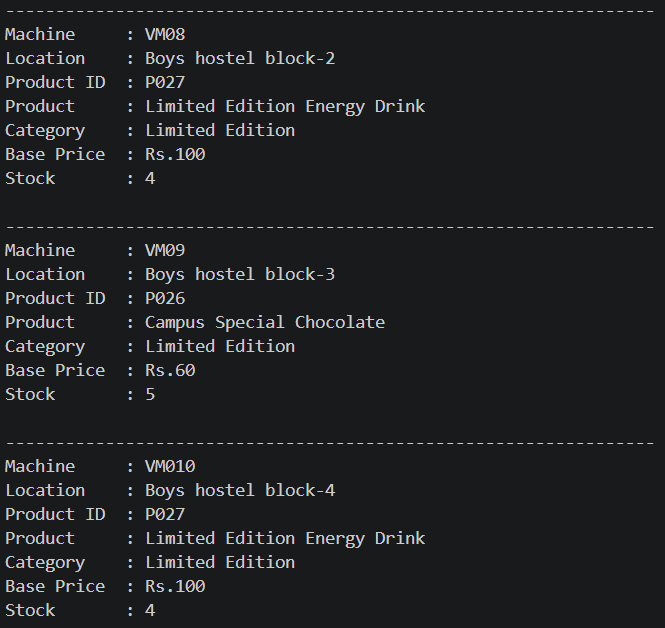 -----------------------------------------------------------------
Machine     : VM08
Location    : Boys hostel block-2
Product ID  : P027
Product     : Limited Edition Energy Drink
Category    : Limited Edition
Base Price  : Rs.100
Stock       : 4
-----------------------------------------------------------------
Machine     : VM09
Location    : Boys hostel block-3
Product ID  : P026
Product     : Campus Special Chocolate
Category    : Limited Edition
Base Price  : Rs.60
Stock       : 5
-----------------------------------------------------------------
Machine     : VM010
Location    : Boys hostel block-4
Product ID  : P027
Product     : Limited Edition Energy Drink
Category    : Limited Edition
Base Price  : Rs.100
Stock       : 4